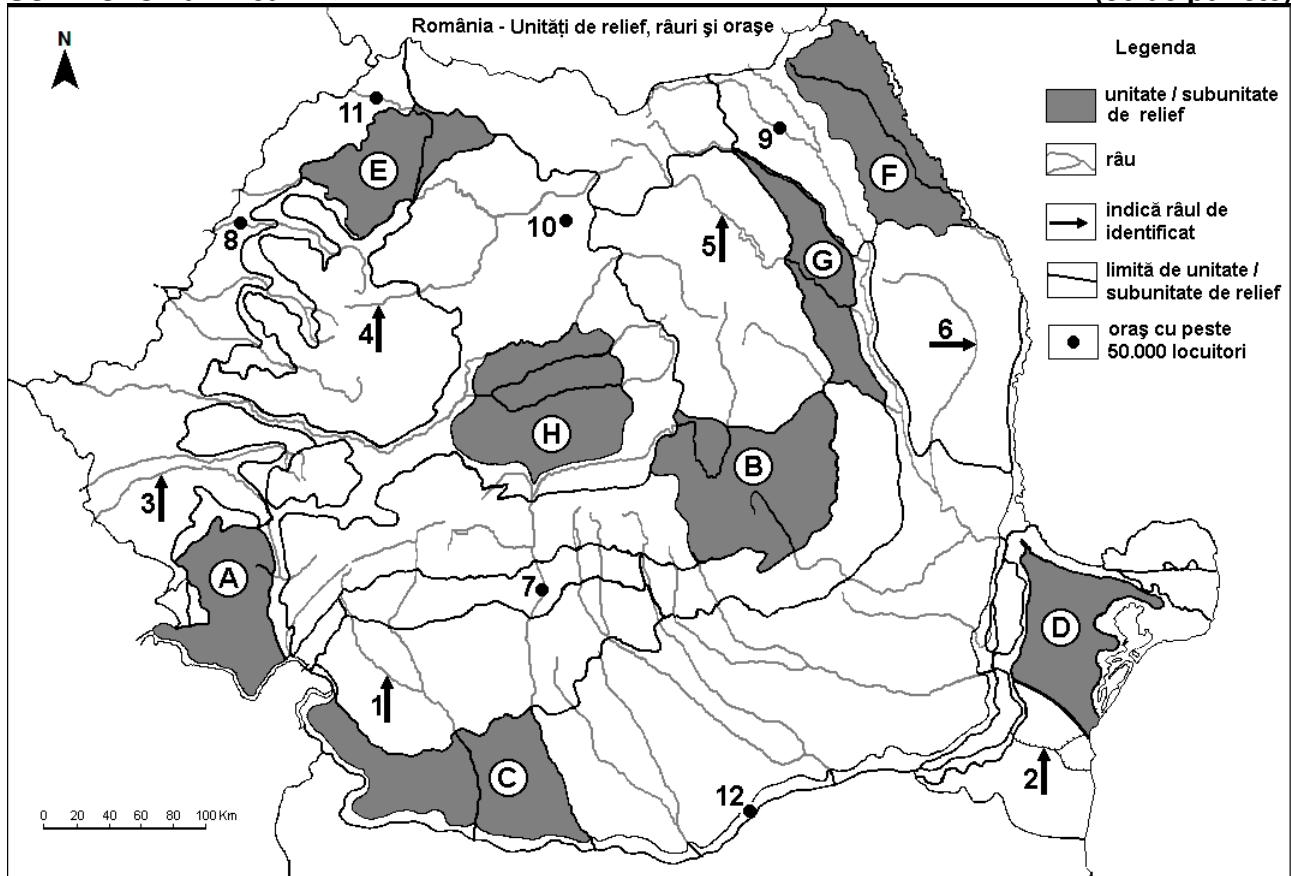 România - Unități de relief, râuri şi oraşe
N
Legenda
unitate / subunitate
de relief
râu
indică râul de
identificat
limită de unitate /
subunitate de relief
oraş cu peste
50.000 locuitori
11
E
9
F
8
10
5
G
4
6
H
B
3
A
7
D
1
C
2
12
0 20 40 60 80 100 Km